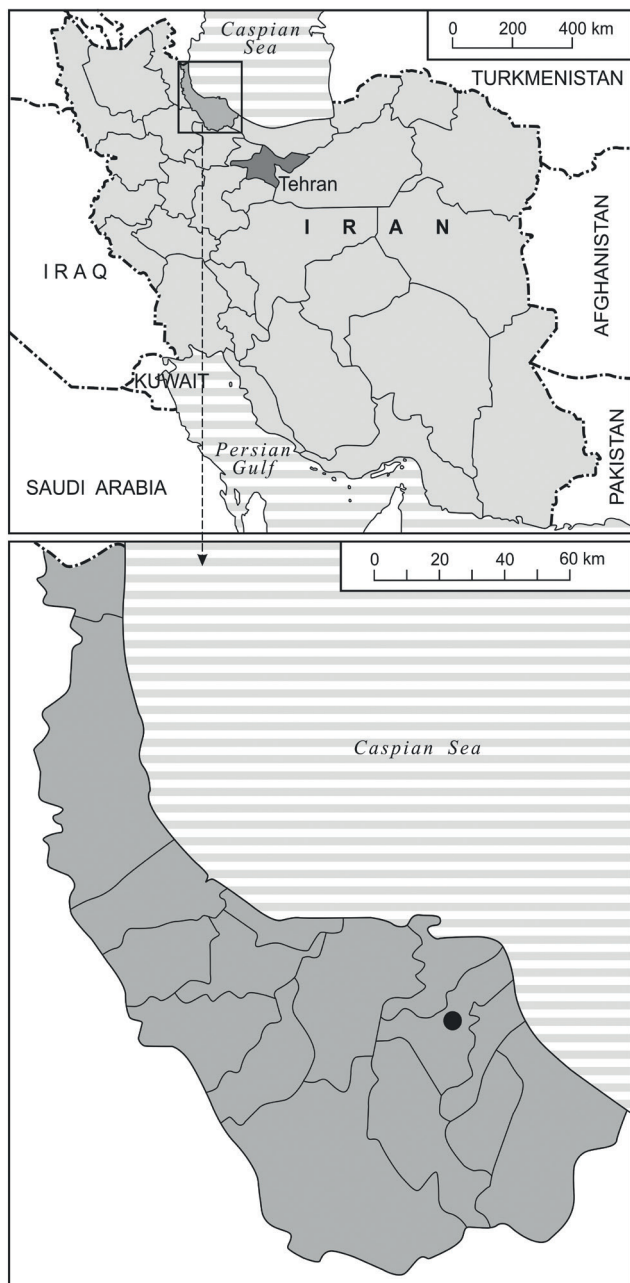 Caspian
Sea
0 200 400 km
TURKMENISTAN
Tehran
I R A N
AFGHANISTAN
I R A Q
KUWAIT
Persian
Gulf
PAKISTAN
SAUDI ARABIA
0 20 40 60 km
Caspian Sea